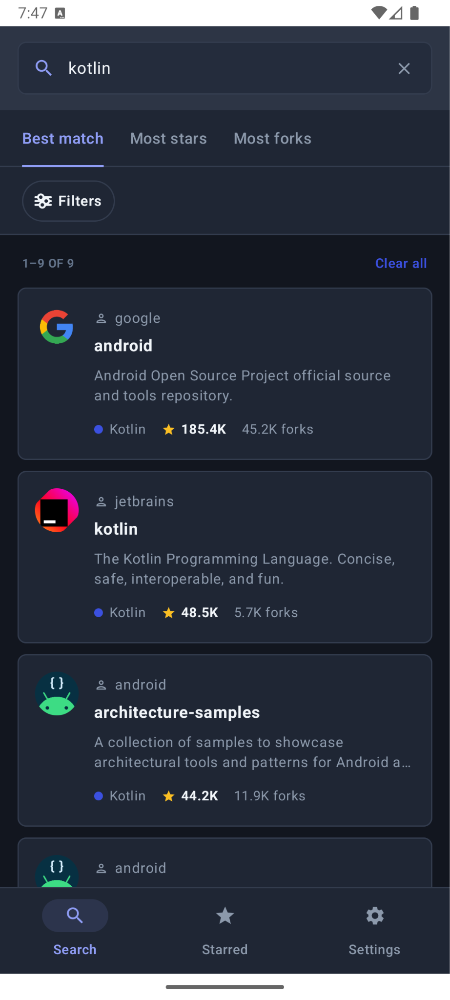 7:47
kotlin
Best match Most stars Most forks
Filters
1–9 OF 9 Clear all
google
android
Android Open Source Project official source
and tools repository.
Kotlin 185.4K 45.2K forks
jetbrains
kotlin
The Kotlin Programming Language. Concise,
safe, interoperable, and fun.
Kotlin 48.5K 5.7K forks
{ } android
architecture-samples
A collection of samples to showcase
architectural tools and patterns for Android a…
Kotlin 44.2K 11.9K forks
{ } android
Search Starred Settings